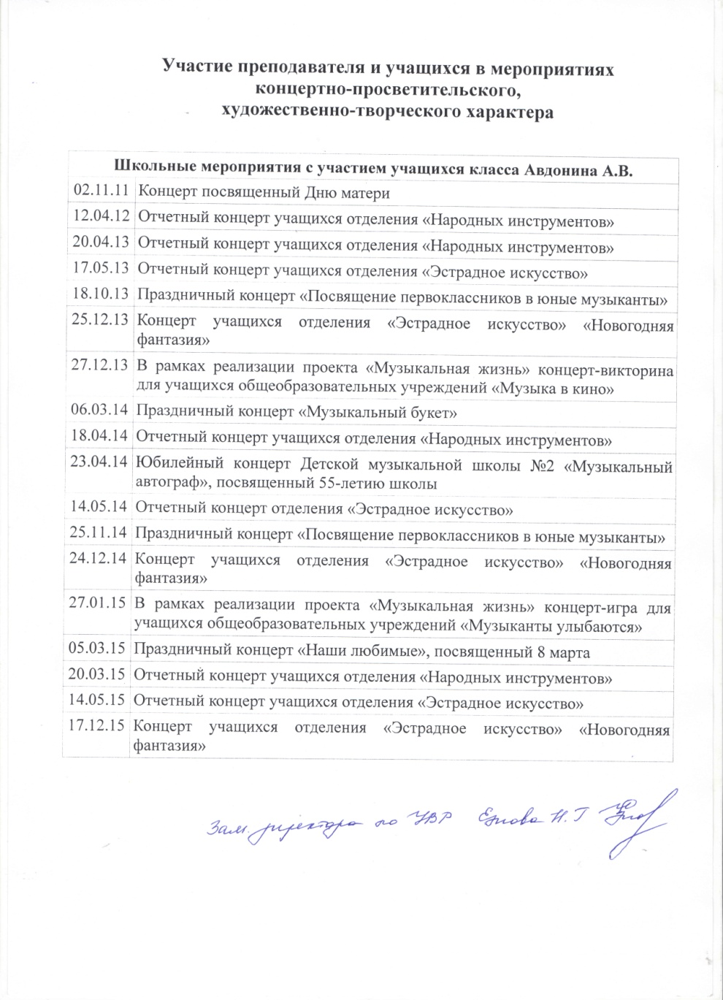 Участие преподавателя и учащихся в мероприятиях
концертно-просветительского,
художественно-творческого характера
Школьные мероприятия с участием учащихся класса Авдонина А.В.
02.11.11 Концерт посвященный Дню матери
12.04.12 Отчетный концерт учащихся отделения «Народных инструментов»
20.04.13 Отчетный концерт учащихся отделения «Народных инструментов»
17.05.13 Отчетный концерт учащихся отделения «Эстрадное искусство»
18.10.13 Праздничный концерт «Посвящение первоклассников в юные музыканты»
25.12.13 Концерт учащихся отделения «Эстрадное искусство» «Новогодняя
фантазия»
27.12.13 В рамках реализации проекта «Музыкальная жизнь» концерт-викторина
для учащихся общеобразовательных учреждений «Музыка в кино»
06.03.14 Праздничный концерт «Музыкальный букет»
18.04.14 Отчетный концерт учащихся отделения «Народных инструментов»
23.04.14 Юбилейный концерт Детской музыкальной школы №2 «Музыкальный
автограф», посвященный 55-летию школы
14.05.14 Отчетный концерт отделения «Эстрадное искусство»
25.11.14 Праздничный концерт «Посвящение первоклассников в юные музыканты»
24.12.14 Концерт учащихся отделения «Эстрадное искусство» «Новогодняя
фантазия»
27.01.15 В рамках реализации проекта «Музыкальная жизнь» концерт-игра для
учащихся общеобразовательных учреждений «Музыканты улыбаются»
05.03.15 Праздничный концерт «Наши любимые», посвященный 8 марта
20.03.15 Отчетный концерт учащихся отделения «Народных инструментов»
14.05.15 Отчетный концерт учащихся отделения «Эстрадное искусство»
17.12.15 Концерт учащихся отделения «Эстрадное искусство» «Новогодняя
фантазия»
Зам. директора по УВР Н.Г